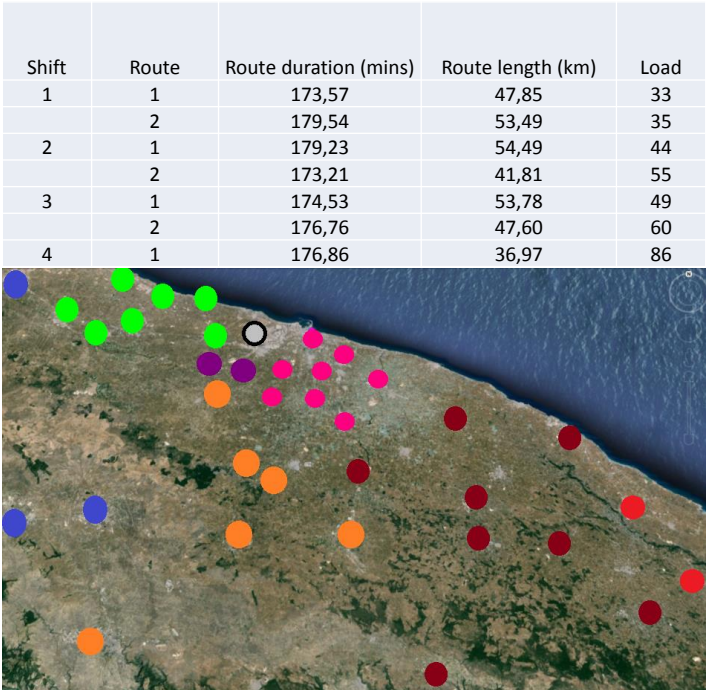 Shift Route Route duration (mins) Route length (km) Load
1 1 173,57 47,85 33
2 179,54 53,49 35
2 1 179,23 54,49 44
2 173,21 41,81 55
3 1 174,53 53,78 49
2 176,76 47,60 60
4 1 176,86 36,97 86